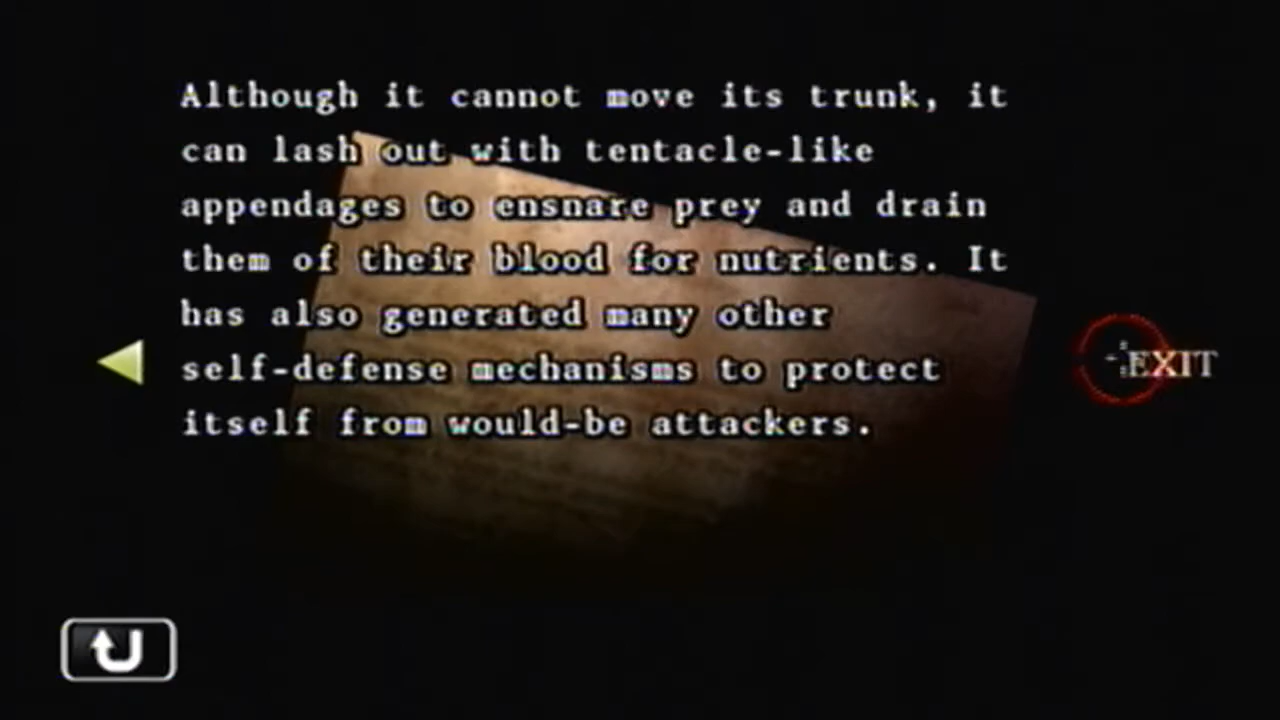 Although it cannot move its trunk, it
can lash out with tentacle-like
appendages to ensnare prey and drain
them of their blood for nutrients. It
has also generated many other
self-defense mechanisms to protect
itself from would-be attackers.
EXIT